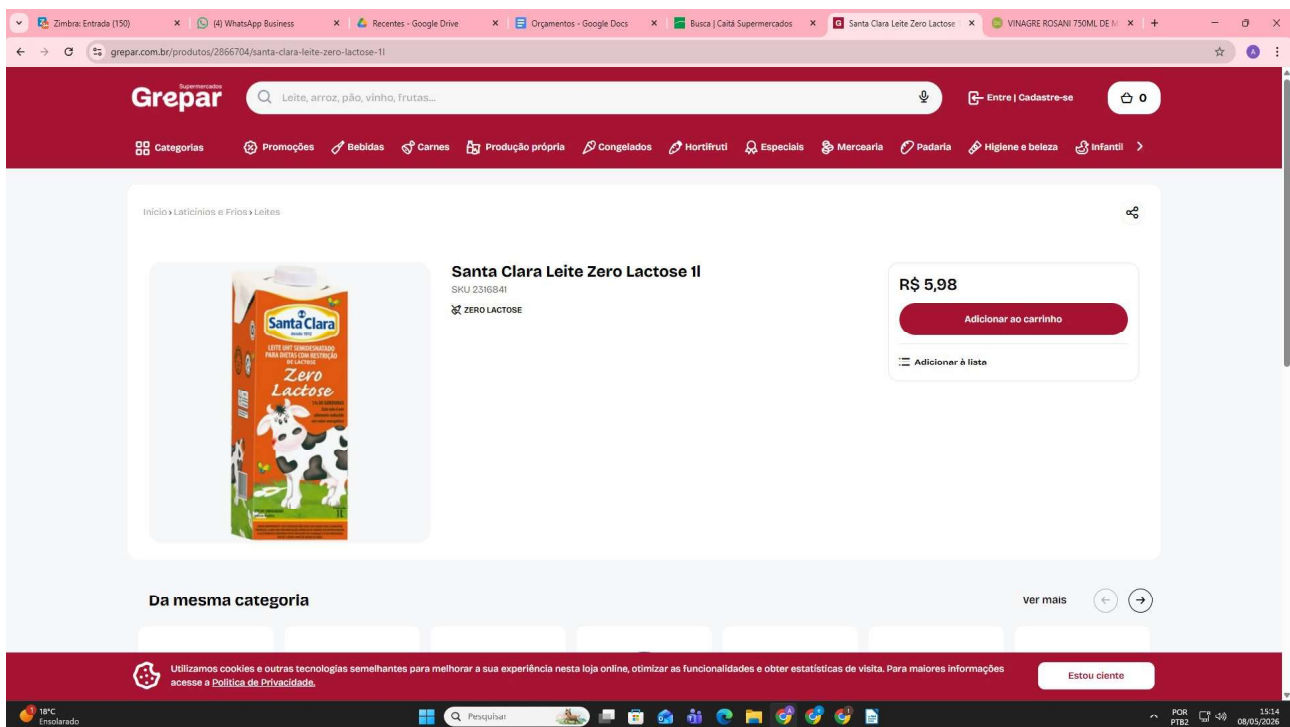 Zimbra: Entrada (150)
(4) WhatsApp Business
Recentes - Google Drive
Orçamentos - Google Docs
Busca | Caitá Supermercados
Santa Clara Leite Zero Lactose
VINAGRE ROSANI 750ML DE M
grepar.com.br/produtos/2866704/santa-clara-leite-zero-lactose-1l
Supermercados
Grepar
Leite, arroz, pão, vinho, frutas...
Entre | Cadastre-se
0
Categorias
Promoções
Bebidas
Carnes
Produção própria
Congelados
Hortifruti
Especiais
Mercearia
Padaria
Higiene e beleza
Infantil
Início › Laticínios e Frios › Leites
Santa Clara Leite Zero Lactose 1l
SKU 2316841
ZERO LACTOSE
R$ 5,98
Adicionar ao carrinho
Adicionar à lista
Santa Clara
desde 1912
LEITE UHT SEMIDESNATADO
PARA DIETAS COM RESTRIÇÃO
DE LACTOSE
Zero
Lactose
1L
Da mesma categoria
ver mais
Utilizamos cookies e outras tecnologias semelhantes para melhorar a sua experiência nesta loja online, otimizar as funcionalidades e obter estatísticas de visita. Para maiores informações
acesse a Política de Privacidade.
Estou ciente
1
18°C
Ensolarado
Pesquisar
POR
PTB2
15:14
08/05/2026